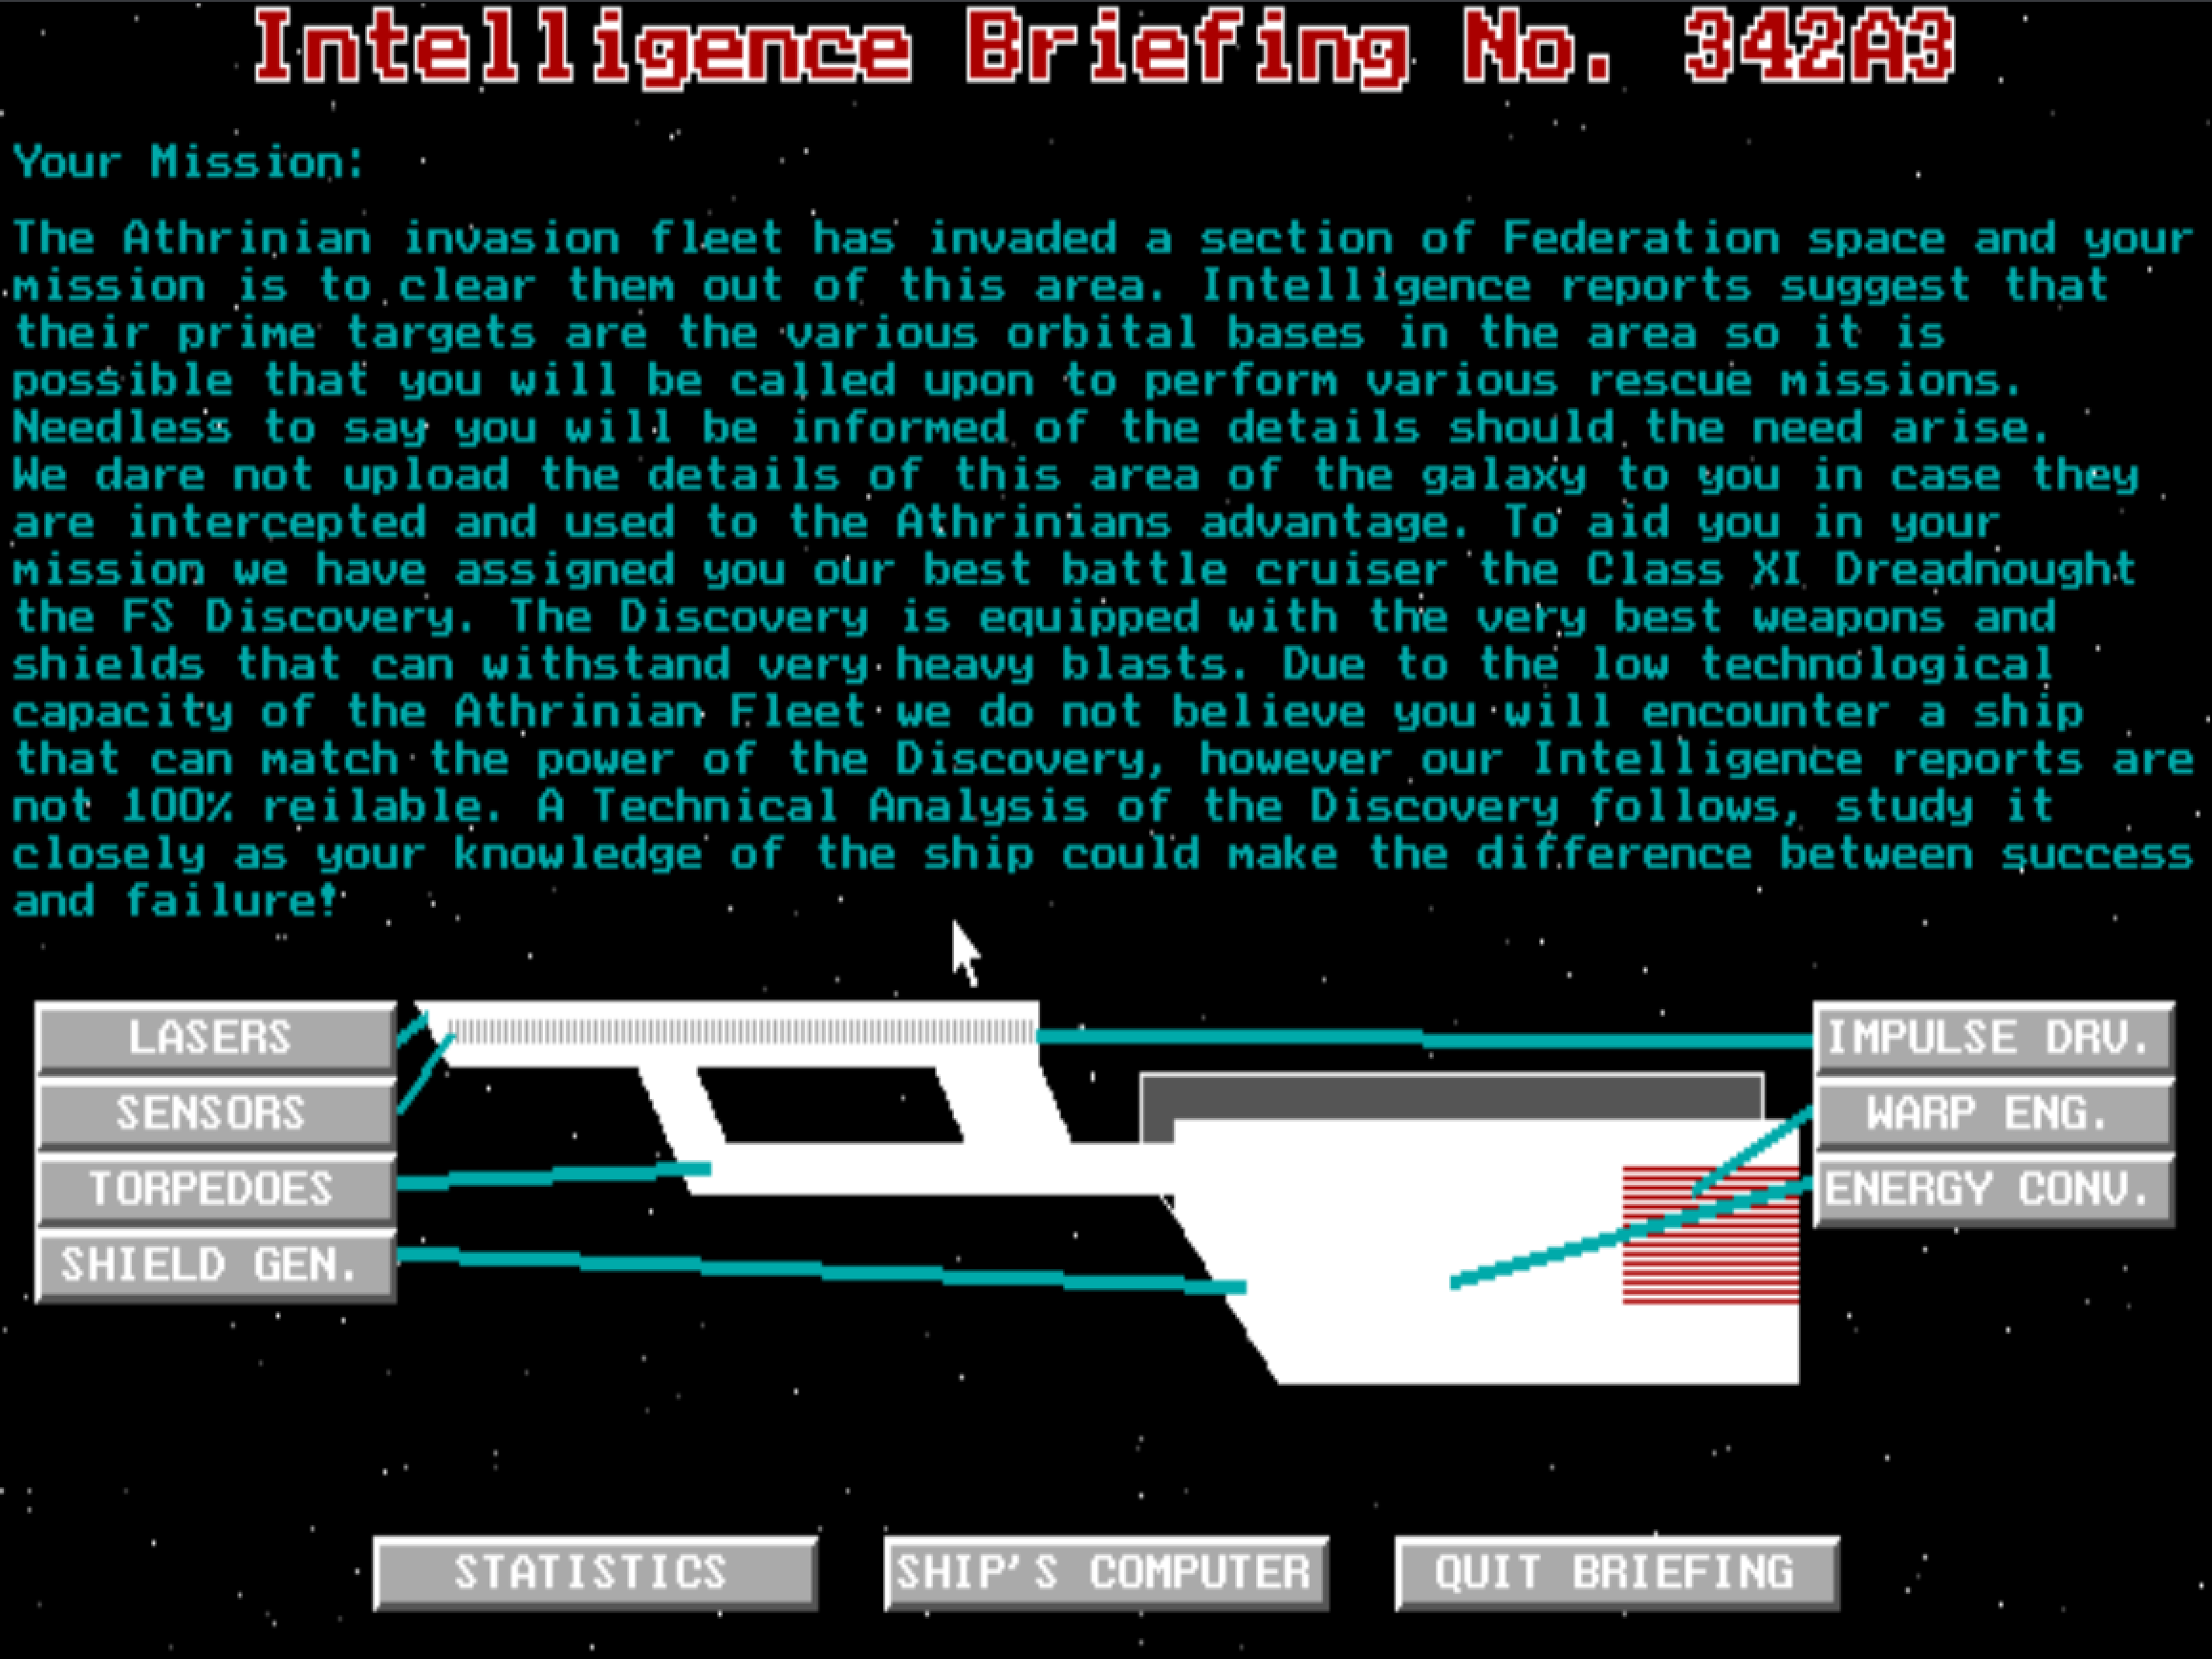 Intelligence Briefing No. 342A3
Your Mission:
The Athrinian invasion fleet has invaded a section of Federation space and your
mission is to clear them out of this area. Intelligence reports suggest that
their prime targets are the various orbital bases in the area so it is
possible that you will be called upon to perform various rescue missions.
Needless to say you will be informed of the details should the need arise.
We dare not upload the details of this area of the galaxy to you in case they
are intercepted and used to the Athrinians advantage. To aid you in your
mission we have assigned you our best battle cruiser the Class XI Dreadnought
the FS Discovery. The Discovery is equipped with the very best weapons and
shields that can withstand very heavy blasts. Due to the low technological
capacity of the Athrinian Fleet we do not believe you will encounter a ship
that can match the power of the Discovery, however our Intelligence reports are
not 100% reilable. A Technical Analysis of the Discovery follows, study it
closely as your knowledge of the ship could make the difference between success
and failure!
LASERS
SENSORS
TORPEDOES
SHIELD GEN.
IMPULSE DRV.
WARP ENG.
ENERGY CONV.
STATISTICS
SHIP'S COMPUTER
QUIT BRIEFING